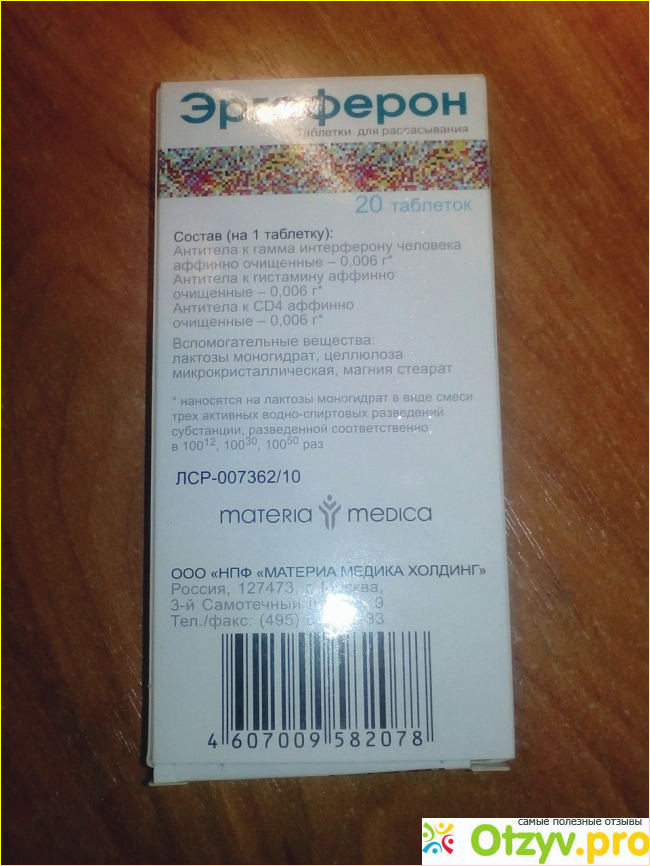 Эргоферон
таблетки для рассасывания
20 таблеток
Состав (на 1 таблетку):
Антитела к гамма интерферону человека
аффинно очищенные – 0,006 г*
Антитела к гистамину аффинно
очищенные – 0,006 г*
Антитела к CD4 аффинно
очищенные – 0,006 г*
Вспомогательные вещества:
лактозы моногидрат, целлюлоза
микрокристаллическая, магния стеарат
* наносятся на лактозы моногидрат в виде смеси
трех активных водно-спиртовых разведений
субстанции, разведенной соответственно
в 100¹², 100³⁰, 100⁵⁰ раз
ЛСР-007362/10
materia medica
ООО «НПФ «МАТЕРИА МЕДИКА ХОЛДИНГ»
Россия, 127473, г. Москва,
3-й Самотечный 9
Тел./факс: (495)
4 607009 582078
самые полезные отзывы
Otzyv.pro